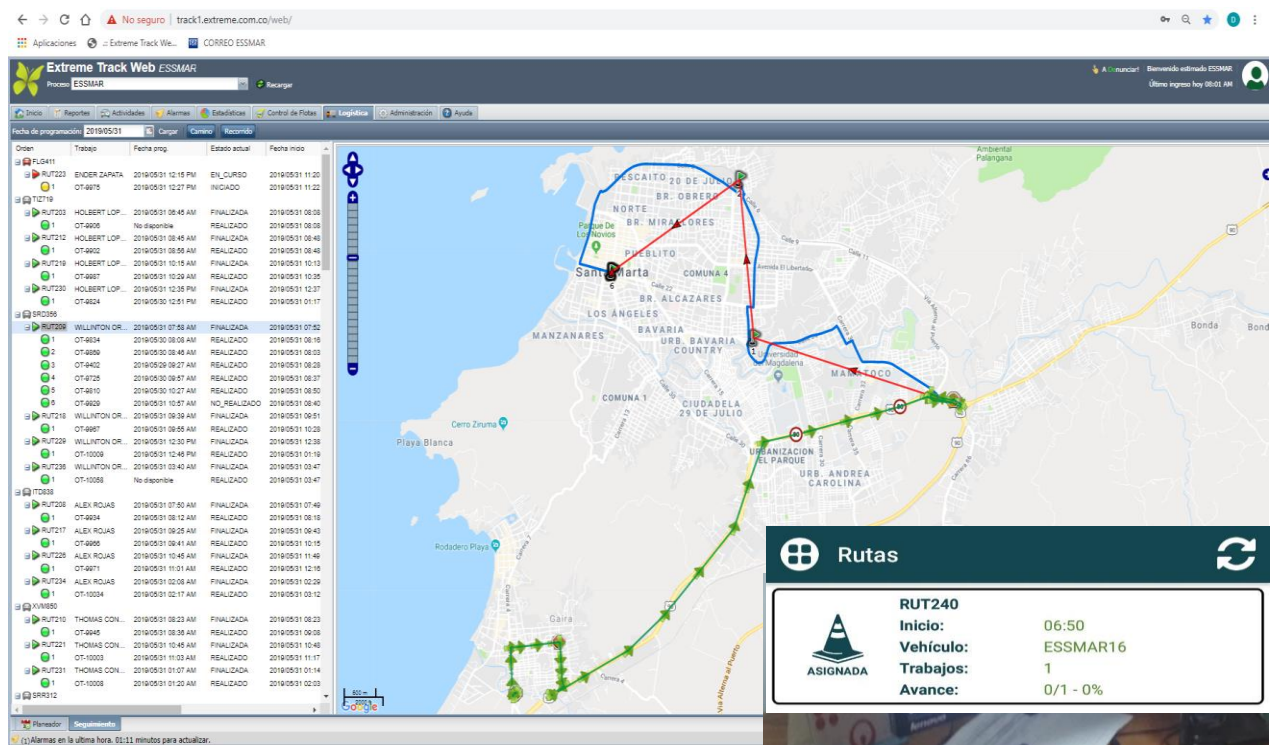 No seguro | track1.extreme.com.co/web/
Aplicaciones .:: Extreme Track We... CORREO ESSMAR
Extreme Track Web ESSMAR
Proceso ESSMAR Recargar
Bienvenido estimado ESSMAR
Último ingreso hoy 08:01 AM
Inicio Reportes Actividades Alarmas Estadísticas Control de Flotas Logística Administración Ayuda
Fecha de programación: 2019/05/31 Cargar Camino Recorrido
Orden Trabajo Fecha prog. Estado actual Fecha inicio
FLG411
RUT223 ENDER ZAPATA 2019/05/31 12:15 PM EN_CURSO 2019/05/31 11:20
1 OT-9975 2019/05/31 12:27 PM INICIADO 2019/05/31 11:22
TIZ719
RUT203 HOLBERT LOP... 2019/05/31 06:45 AM FINALIZADA 2019/05/31 08:08
1 OT-9906 No disponible REALIZADO 2019/05/31 08:08
RUT212 HOLBERT LOP... 2019/05/31 08:45 AM FINALIZADA 2019/05/31 08:48
1 OT-9902 2019/05/31 08:56 AM REALIZADO 2019/05/31 08:48
RUT219 HOLBERT LOP... 2019/05/31 10:15 AM FINALIZADA 2019/05/31 10:13
1 OT-9987 2019/05/31 10:29 AM REALIZADO 2019/05/31 10:35
RUT230 HOLBERT LOP... 2019/05/31 12:35 PM FINALIZADA 2019/05/31 12:37
1 OT-9824 2019/05/30 12:51 PM REALIZADO 2019/05/31 01:17
SRD356
RUT209 WILLINTON OR... 2019/05/31 07:58 AM FINALIZADA 2019/05/31 07:52
1 OT-9834 2019/05/30 08:08 AM REALIZADO 2019/05/31 08:16
2 OT-9869 2019/05/30 08:46 AM REALIZADO 2019/05/31 08:03
3 OT-9402 2019/05/29 09:27 AM REALIZADO 2019/05/31 08:28
4 OT-9725 2019/05/30 09:57 AM REALIZADO 2019/05/31 08:37
5 OT-9810 2019/05/30 10:27 AM REALIZADO 2019/05/31 08:50
6 OT-9929 2019/05/31 10:57 AM NO_REALIZADO 2019/05/31 08:40
RUT218 WILLINTON OR... 2019/05/31 09:39 AM FINALIZADA 2019/05/31 09:51
1 OT-9967 2019/05/31 09:55 AM REALIZADO 2019/05/31 10:28
RUT229 WILLINTON OR... 2019/05/31 12:30 PM FINALIZADA 2019/05/31 12:38
1 OT-10009 2019/05/31 12:46 PM REALIZADO 2019/05/31 01:19
RUT236 WILLINTON OR... 2019/05/31 03:40 AM FINALIZADA 2019/05/31 03:47
1 OT-10058 No disponible REALIZADO 2019/05/31 03:47
ITD838
RUT208 ALEX ROJAS 2019/05/31 07:50 AM FINALIZADA 2019/05/31 07:49
1 OT-9934 2019/05/31 08:12 AM REALIZADO 2019/05/31 08:18
RUT217 ALEX ROJAS 2019/05/31 09:25 AM FINALIZADA 2019/05/31 09:43
1 OT-9966 2019/05/31 09:41 AM REALIZADO 2019/05/31 10:15
RUT226 ALEX ROJAS 2019/05/31 10:45 AM FINALIZADA 2019/05/31 11:49
1 OT-9971 2019/05/31 11:01 AM REALIZADO 2019/05/31 12:16
RUT234 ALEX ROJAS 2019/05/31 02:08 AM FINALIZADA 2019/05/31 02:29
1 OT-10034 2019/05/31 02:17 AM REALIZADO 2019/05/31 03:12
XVM850
RUT210 THOMAS CON... 2019/05/31 08:23 AM FINALIZADA 2019/05/31 08:23
1 OT-9946 2019/05/31 08:36 AM REALIZADO 2019/05/31 09:08
RUT221 THOMAS CON... 2019/05/31 10:45 AM FINALIZADA 2019/05/31 10:48
1 OT-10003 2019/05/31 11:03 AM REALIZADO 2019/05/31 11:17
RUT231 THOMAS CON... 2019/05/31 01:07 AM FINALIZADA 2019/05/31 01:14
1 OT-10008 2019/05/31 01:20 AM REALIZADO 2019/05/31 02:03
SRR312
Planeador Seguimiento
(1)Alarmas en la ultima hora. 01:11 minutos para actualizar.
Ambiental
Palangana
PESCAITO 20 DE JULIO
BR. OBRERO
NORTE
Parque De
Los Novios
BR. MIRAFLORES
PUEBLITO
Santa Marta
6
COMUNA 4
Avenida El Libertador
Calle 22
BR. ALCAZARES
LOS ÁNGELES
BAVARIA
MANZANARES
URB. BAVARIA
COUNTRY
1
Universidad
del Magdalena
MAMATOCO
Bonda
COMUNA 1
CIUDADELA
29 DE JULIO
Cerro Ziruma
Playa Blanca
URBANIZACION
EL PARQUE
URB. ANDREA
CAROLINA
Rodadero Playa
Gaira
Vía Alterna al Puerto
500 m
2000 ft
Google
Rutas
RUT240
Inicio: 06:50
Vehículo: ESSMAR16
ASIGNADA
Trabajos: 1
Avance: 0/1 - 0%